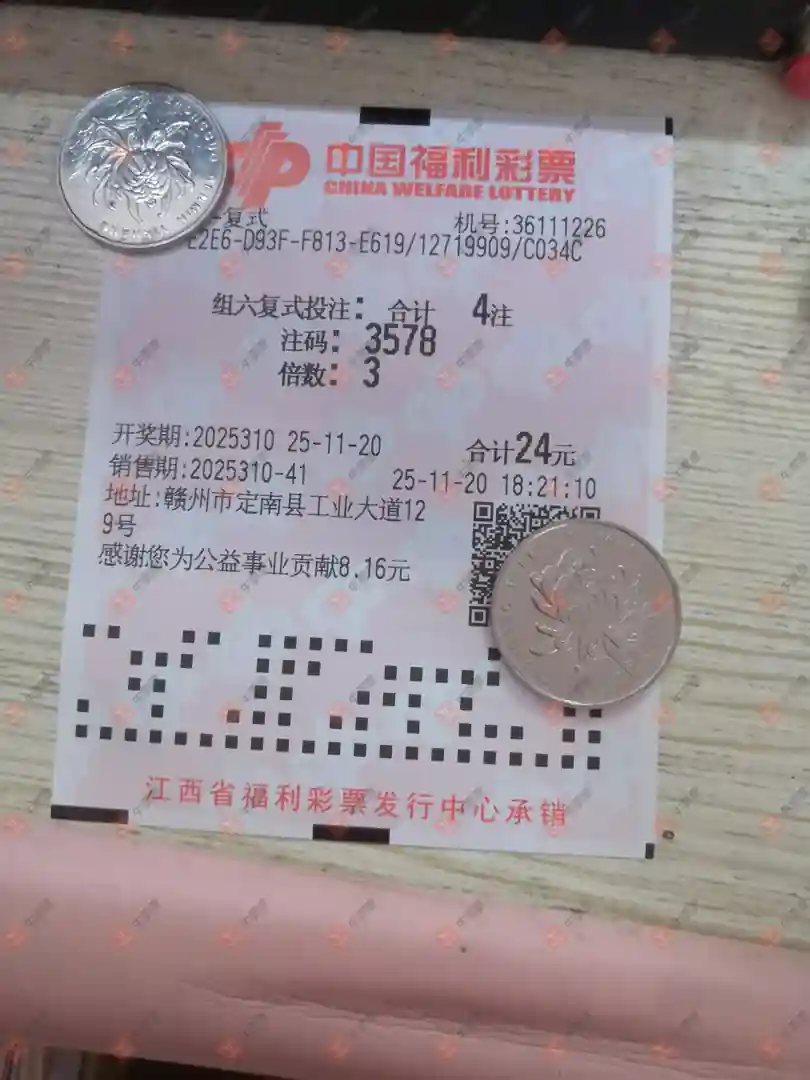 中国福利彩票
CHINA WELFARE LOTTERY
-复式 机号:36111226
E2E6-D93F-F813-E619/12719909/C034C
组六复式投注: 合计 4注
注码: 3578
倍数: 3
开奖期:2025310 25-11-20 合计24元
销售期:2025310-41 25-11-20 18:21:10
地址:赣州市定南县工业大道12
9号
感谢您为公益事业贡献8.16元
江西省福利彩票发行中心承销